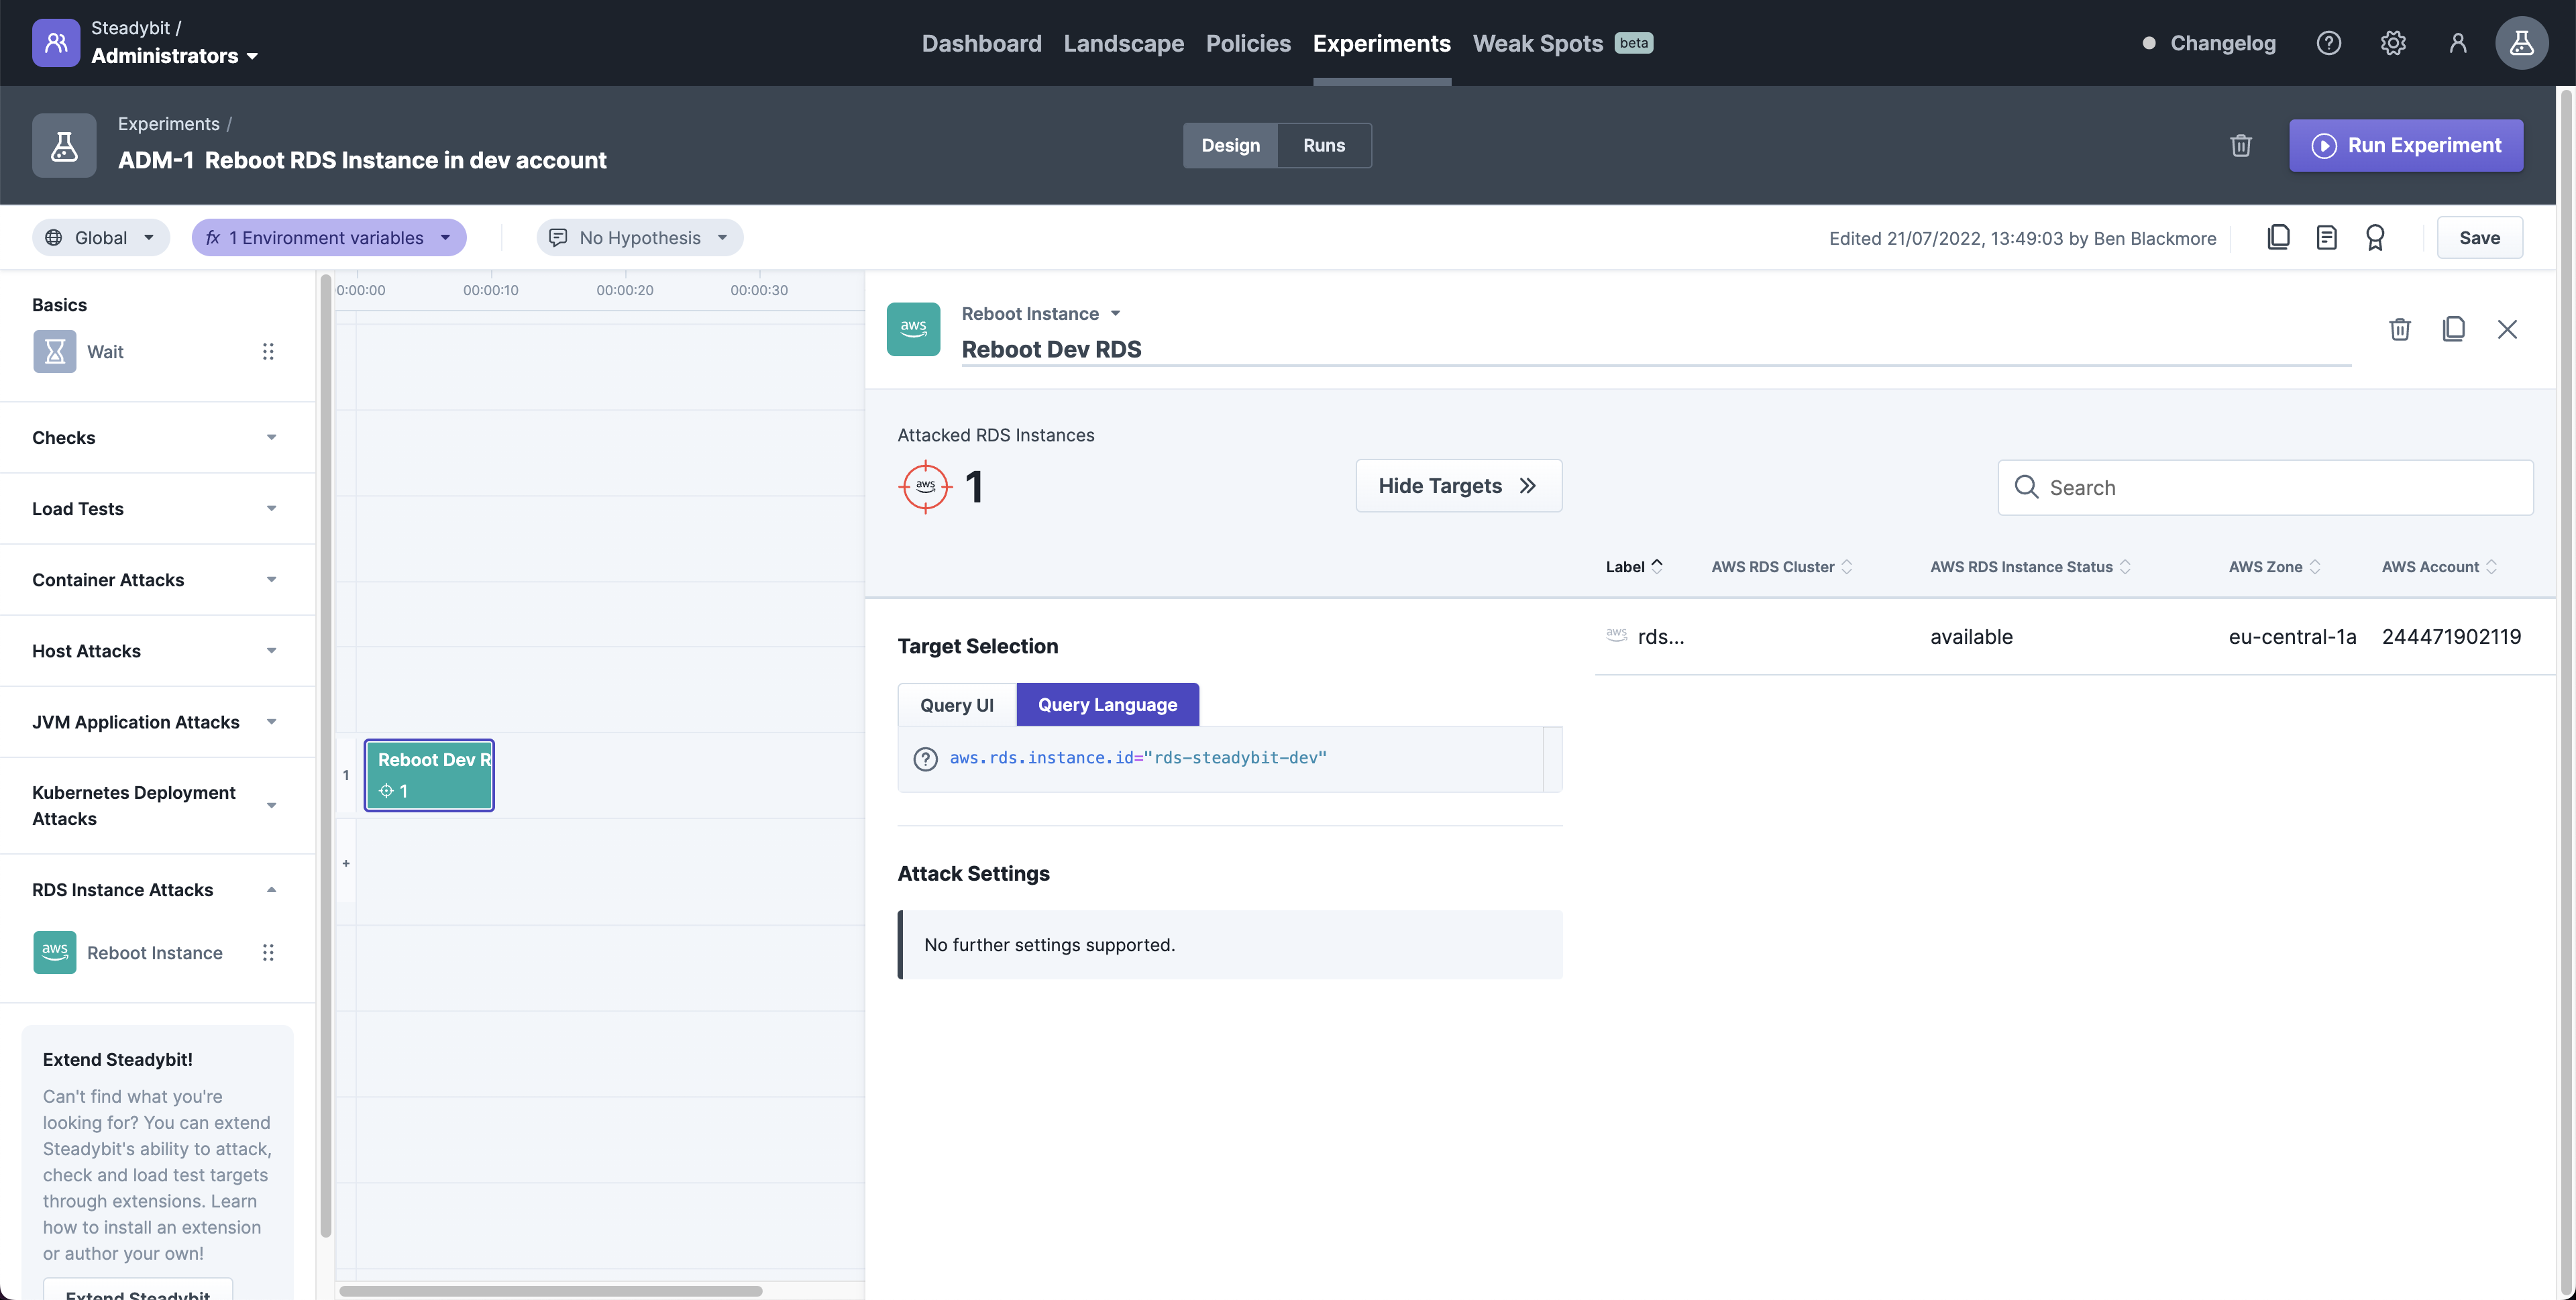 Steadybit /
Administrators
Dashboard
Landscape
Policies
Experiments
Weak Spots
beta
Changelog
Experiments /
ADM-1 Reboot RDS Instance in dev account
Design
Runs
Run Experiment
Global
fx 1 Environment variables
No Hypothesis
Edited 21/07/2022, 13:49:03 by Ben Blackmore
Save
Basics
Wait
Checks
Load Tests
Container Attacks
Host Attacks
JVM Application Attacks
Kubernetes Deployment
Attacks
RDS Instance Attacks
aws
Reboot Instance
Extend Steadybit!
Can't find what you're
looking for? You can extend
Steadybit's ability to attack,
check and load test targets
through extensions. Learn
how to install an extension
or author your own!
Extend Steadybit
0:00:00
00:00:10
00:00:20
00:00:30
1
Reboot Dev R
1
+
aws
Reboot Instance
Reboot Dev RDS
Attacked RDS Instances
aws
1
Hide Targets
Search
Label
AWS RDS Cluster
AWS RDS Instance Status
AWS Zone
AWS Account
aws
rds...
available
eu-central-1a
244471902119
Target Selection
Query UI
Query Language
aws.rds.instance.id="rds-steadybit-dev"
Attack Settings
No further settings supported.